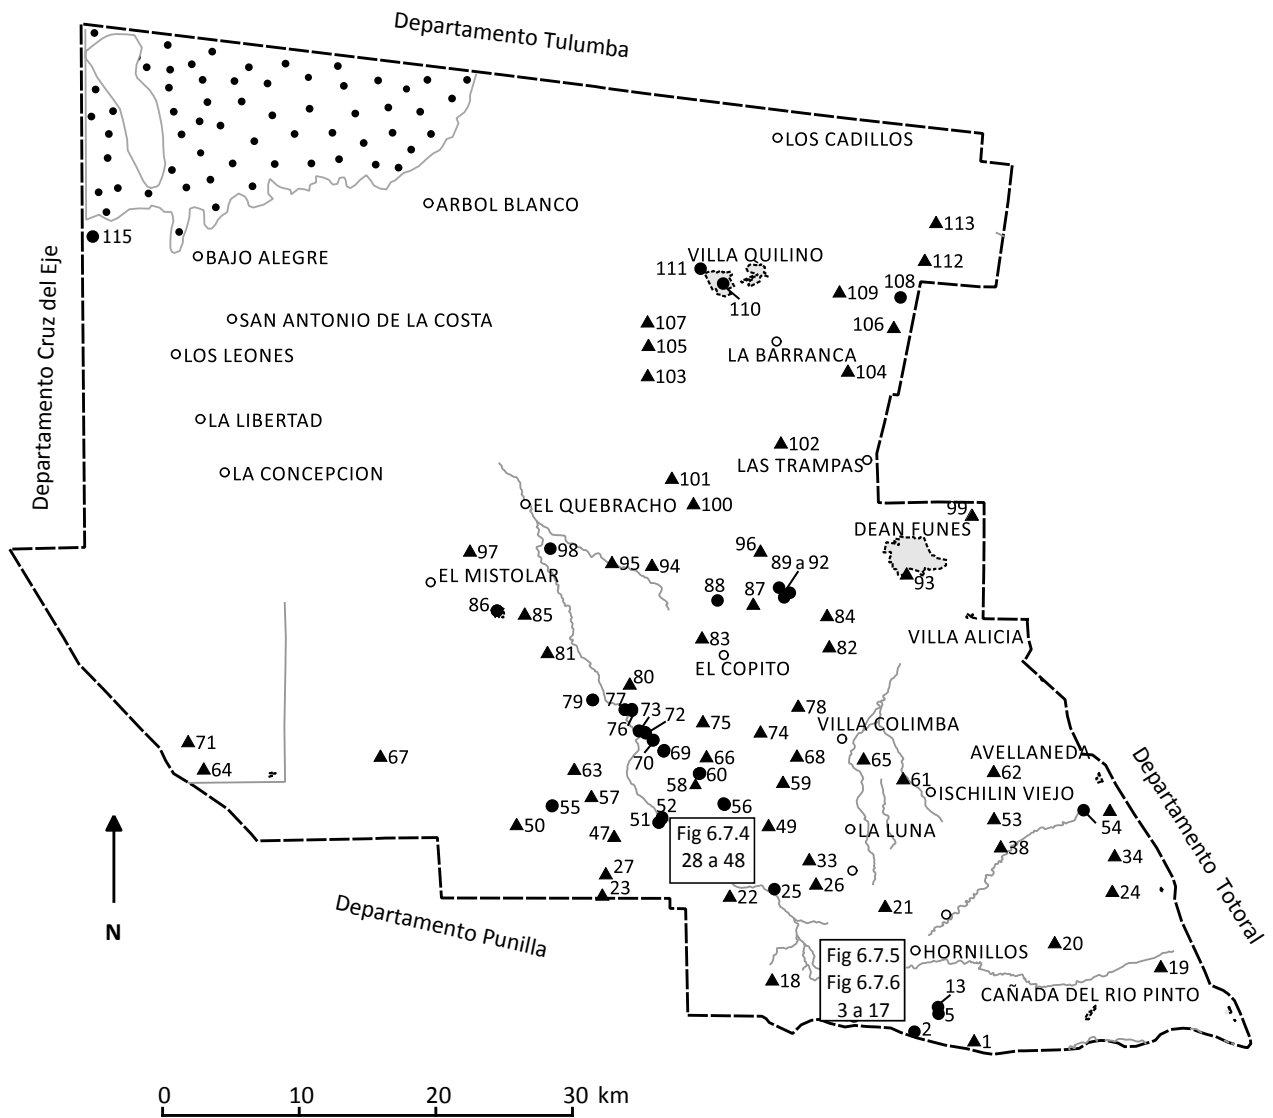 Departamento Tulumba
LOS CADILLOS
ARBOL BLANCO
113
115
BAJO ALEGRE
VILLA QUILINO
112
111
108
109
110
Departamento Cruz del Eje
SAN ANTONIO DE LA COSTA
107
106
105
LOS LEONES
LA BARRANCA
103
104
LA LIBERTAD
102
LAS TRAMPAS
LA CONCEPCION
101
EL QUEBRACHO
100
99
DEAN FUNES
97
98
96
95
94
89 a 92
EL MISTOLAR
93
88
87
86
85
84
83
82
VILLA ALICIA
81
EL COPITO
80
79
77
73
72
78
76
75
74
VILLA COLIMBA
71
70
69
68
65
AVELLANEDA
67
66
64
63
60
62
58
59
61
ISCHILIN VIEJO
57
55
56
52
51
50
49
53
54
47
Fig 6.7.4
28 a 48
LA LUNA
38
33
34
27
26
25
24
23
22
21
Departamento Totoral
Departamento Punilla
N
20
HORNILLOS
Fig 6.7.5
Fig 6.7.6
3 a 17
19
18
13
CAÑADA DEL RIO PINTO
5
2
1
0 10 20 30 km